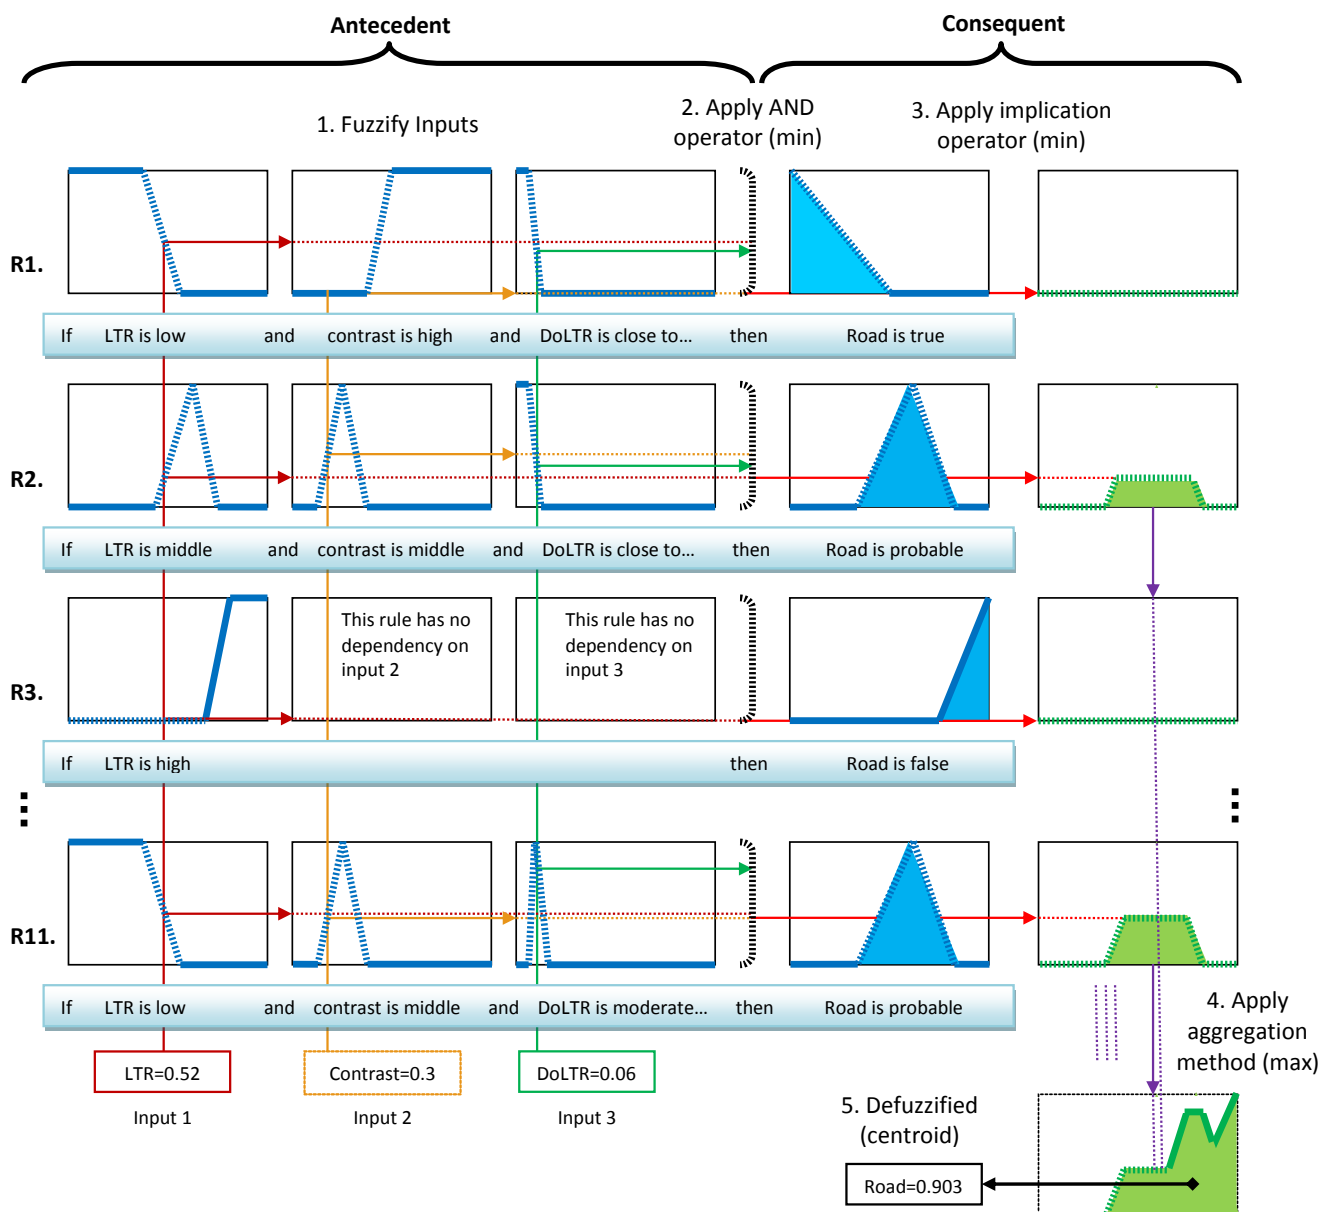 Antecedent
Consequent
1. Fuzzify Inputs
2. Apply AND
operator (min)
3. Apply implication
operator (min)
R1.
If LTR is low and contrast is high and DoLTR is close to... then Road is true
R2.
If LTR is middle and contrast is middle and DoLTR is close to... then Road is probable
R3.
This rule has no
dependency on
input 2
This rule has no
dependency on
input 3
If LTR is high then Road is false
R11.
If LTR is low and contrast is middle and DoLTR is moderate... then Road is probable
4. Apply
aggregation
method (max)
LTR=0.52
Contrast=0.3
DoLTR=0.06
Input 1
Input 2
Input 3
5. Defuzzified
(centroid)
Road=0.903